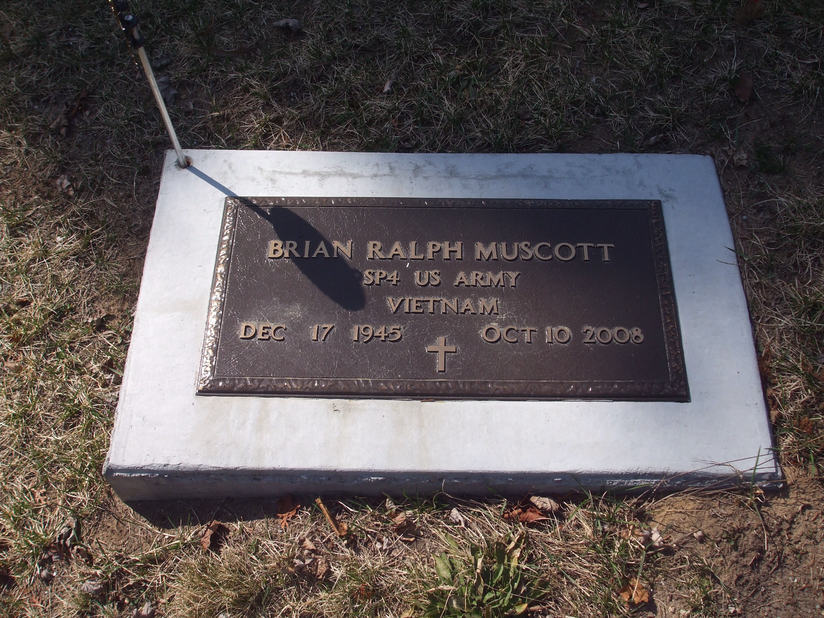 BRIAN RALPH MUSCOTT
SP4 US ARMY
VIETNAM
DEC 17 1945 OCT 10 2008